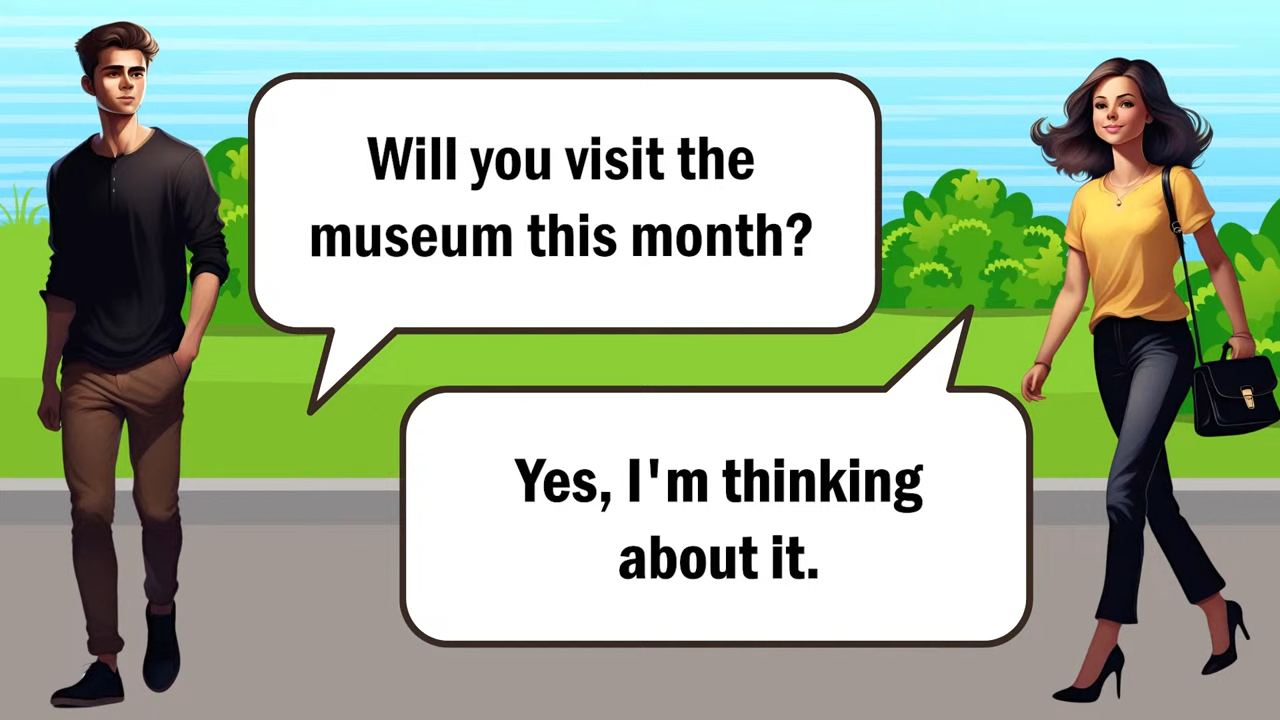 Will you visit the
museum this month?
Yes, I'm thinking
about it.